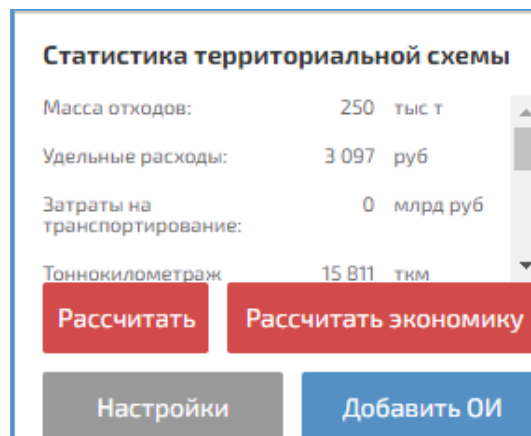 Статистика территориальной схемы
Масса отходов: 250 тыс т
Удельные расходы: 3 097 руб
Затраты на
транспортирование: 0 млрд руб
Тоннокилометраж 15 811 ткм
Рассчитать Рассчитать экономику
Настройки Добавить ОИ